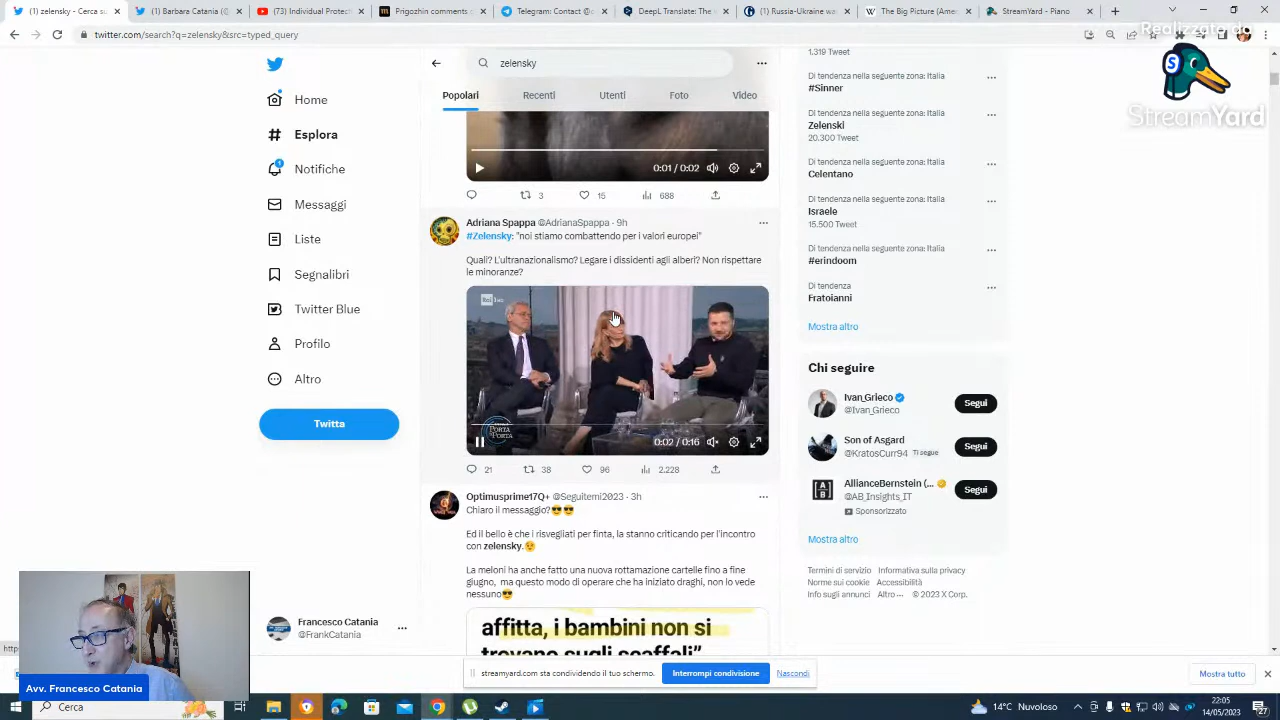 (1) zelensky - Cerca su
(1) Barbara Catania (@
(73) Individual Protect
Prigozhin comments o
Telegram: Contact @c
DeepL Translate: The
(1) Russia-Ukraine wa
The Big Picture (Ame
StreamYard - Piano
twitter.com/search?q=zelensky&src=typed_query
Realizzato da
StreamYard
Home
Esplora
Notifiche
Messaggi
Liste
Segnalibri
Twitter Blue
Profilo
Altro
Twitta
Francesco Catania
@FrankCatania
zelensky
Popolari
Recenti
Utenti
Foto
Video
0:01 / 0:02
3
15
688
Adriana Spappa @AdrianaSpappa · 9h
#Zelensky: "noi stiamo combattendo per i valori europei"
Quali? L'ultranazionalismo? Legare i dissidenti agli alberi? Non rispettare
le minoranze?
PORTA
PORTA
0:02 / 0:16
21
38
96
2.228
Optimusprime17Q+ @Seguitemi2023 · 3h
Chiaro il messaggio?😎😎
Ed il bello è che i risvegliati per finta, la stanno criticando per l'incontro
con zelensky.
La meloni ha anche fatto una nuova rottamazione cartelle fino a fine
giugno, ma questo modo di operare che ha iniziato draghi, non lo vede
nessuno😎
affitta, i bambini non si
trovano sugli scaffali"
1.319 Tweet
Di tendenza nella seguente zona: Italia
#Sinner
Di tendenza nella seguente zona: Italia
Zelenski
20.300 Tweet
Di tendenza nella seguente zona: Italia
Celentano
Di tendenza nella seguente zona: Italia
Israele
15.500 Tweet
Di tendenza nella seguente zona: Italia
#erindoom
Di tendenza
Fratoianni
Mostra altro
Chi seguire
Ivan_Grieco
@Ivan_Grieco
Segui
Son of Asgard
@KratosCurr94 Ti segue
Segui
AllianceBernstein (...
@AB_Insights_IT
Sponsorizzato
Segui
Mostra altro
Termini di servizio Informativa sulla privacy
Norme sui cookie Accessibilità
Info sugli annunci Altro ··· © 2023 X Corp.
Avv. Francesco Catania
streamyard.com sta condividendo il tuo schermo.
Interrompi condivisione
Nascondi
Mostra tutto
Cerca
14°C Nuvoloso
22:05
14/05/2023
27